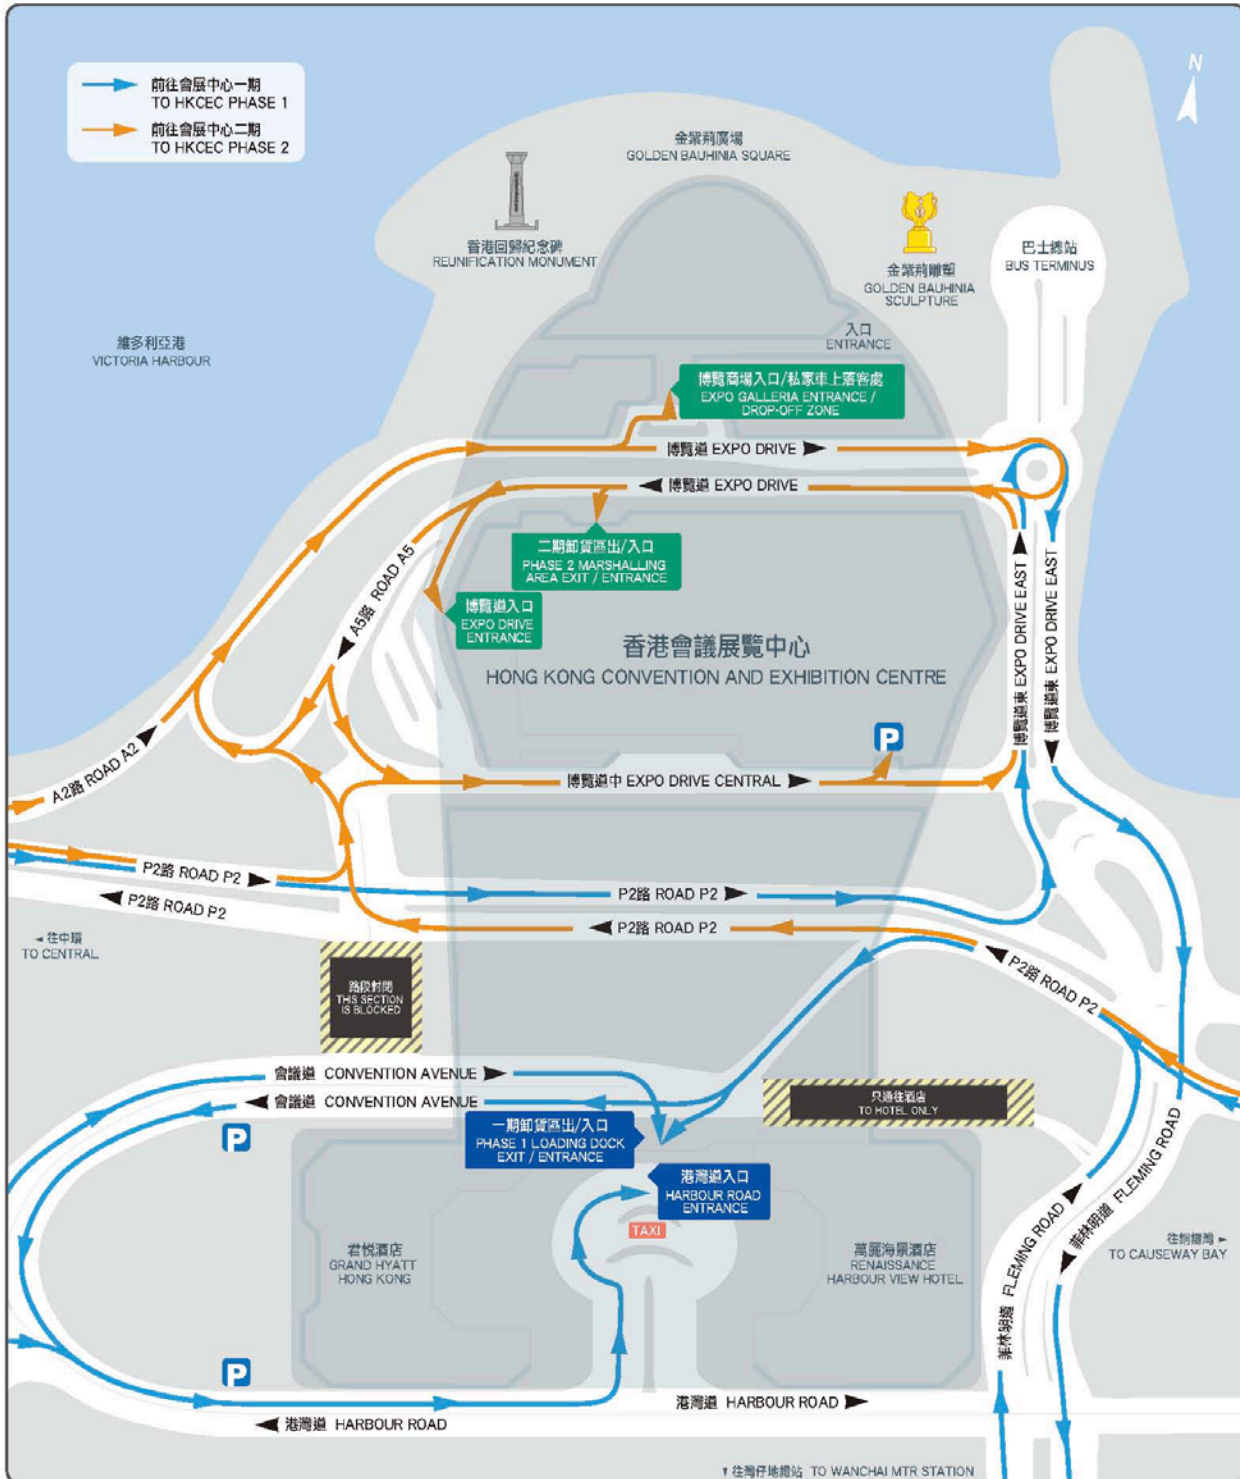 前往會展中心一期
TO HKCEC PHASE 1
前往會展中心二期
TO HKCEC PHASE 2
N
金紫荊廣場
GOLDEN BAUHINIA SQUARE
香港回歸紀念碑
REUNIFICATION MONUMENT
金紫荊雕塑
GOLDEN BAUHINIA
SCULPTURE
巴士總站
BUS TERMINUS
維多利亞港
VICTORIA HARBOUR
入口
ENTRANCE
博覽商場入口/私家車上落客處
EXPO GALLERIA ENTRANCE /
DROP-OFF ZONE
博覽道 EXPO DRIVE
博覽道 EXPO DRIVE
二期卸貨區出/入口
PHASE 2 MARSHALLING
AREA EXIT / ENTRANCE
A5路 ROAD A5
博覽道入口
EXPO DRIVE
ENTRANCE
博覽道東 EXPO DRIVE EAST
博覽道東 EXPO DRIVE EAST
香港會議展覽中心
HONG KONG CONVENTION AND EXHIBITION CENTRE
P
A2路 ROAD A2
博覽道中 EXPO DRIVE CENTRAL
P2路 ROAD P2
P2路 ROAD P2
P2路 ROAD P2
P2路 ROAD P2
P2路 ROAD P2
往中環
TO CENTRAL
路段封閉
THIS SECTION
IS BLOCKED
會議道 CONVENTION AVENUE
會議道 CONVENTION AVENUE
只通往酒店
TO HOTEL ONLY
P
一期卸貨區出/入口
PHASE 1 LOADING DOCK
EXIT / ENTRANCE
港灣道入口
HARBOUR ROAD
ENTRANCE
TAXI
君悅酒店
GRAND HYATT
HONG KONG
萬麗海景酒店
RENAISSANCE
HARBOUR VIEW HOTEL
菲林明道 FLEMING ROAD
菲林明道 FLEMING ROAD
往銅鑼灣
TO CAUSEWAY BAY
P
港灣道 HARBOUR ROAD
港灣道 HARBOUR ROAD
往灣仔地鐵站 TO WANCHAI MTR STATION